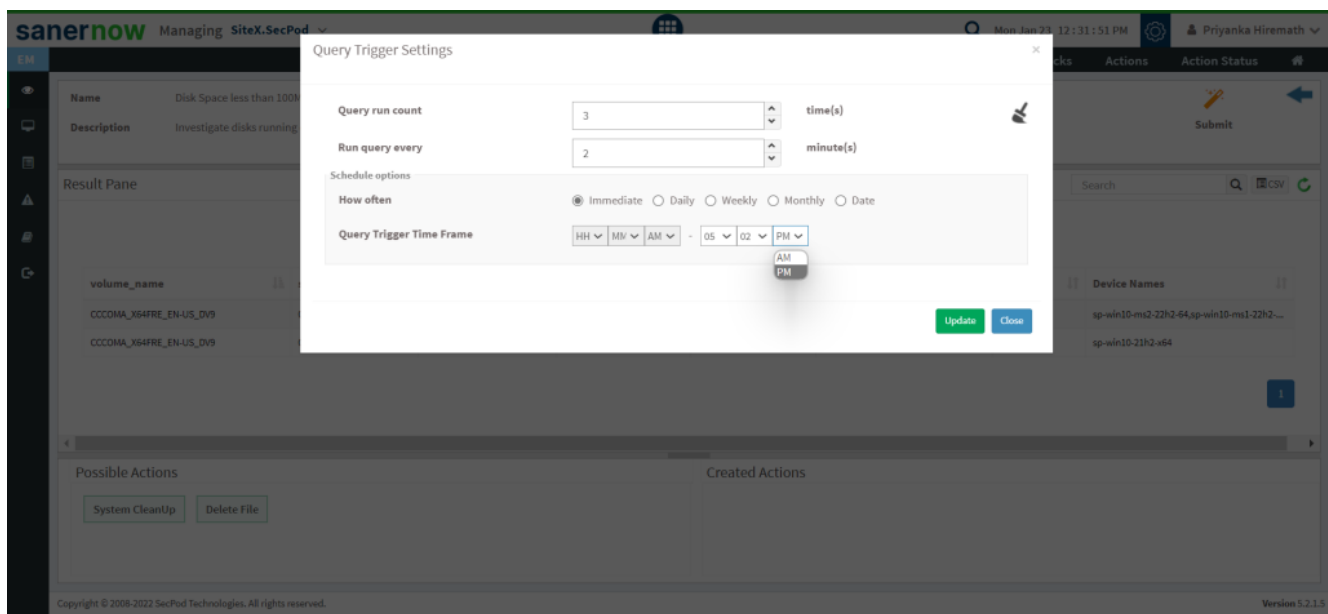 sanernow Managing SiteX.SecPod
Mon Jan 23 12:31:51 PM Priyanka Hiremath
EM
cks Actions Action Status
Query Trigger Settings ×
Name Disk Space less than 100M
Description Investigate disks running
Submit
Query run count 3 time(s)
Run query every 2 minute(s)
Schedule options
How often Immediate Daily Weekly Monthly Date
Query Trigger Time Frame HH MM AM - 05 02 PM
AM
PM
Update Close
Result Pane
Search CSV
volume_name Device Names
CCCOMA_X64FRE_EN-US_DV9 sp-win10-ms2-22h2-64,sp-win10-ms1-22h2-...
CCCOMA_X64FRE_EN-US_DV9 sp-win10-21h2-x64
1
Possible Actions Created Actions
System CleanUp Delete File
Copyright © 2008-2022 SecPod Technologies. All rights reserved. Version 5.2.1.5